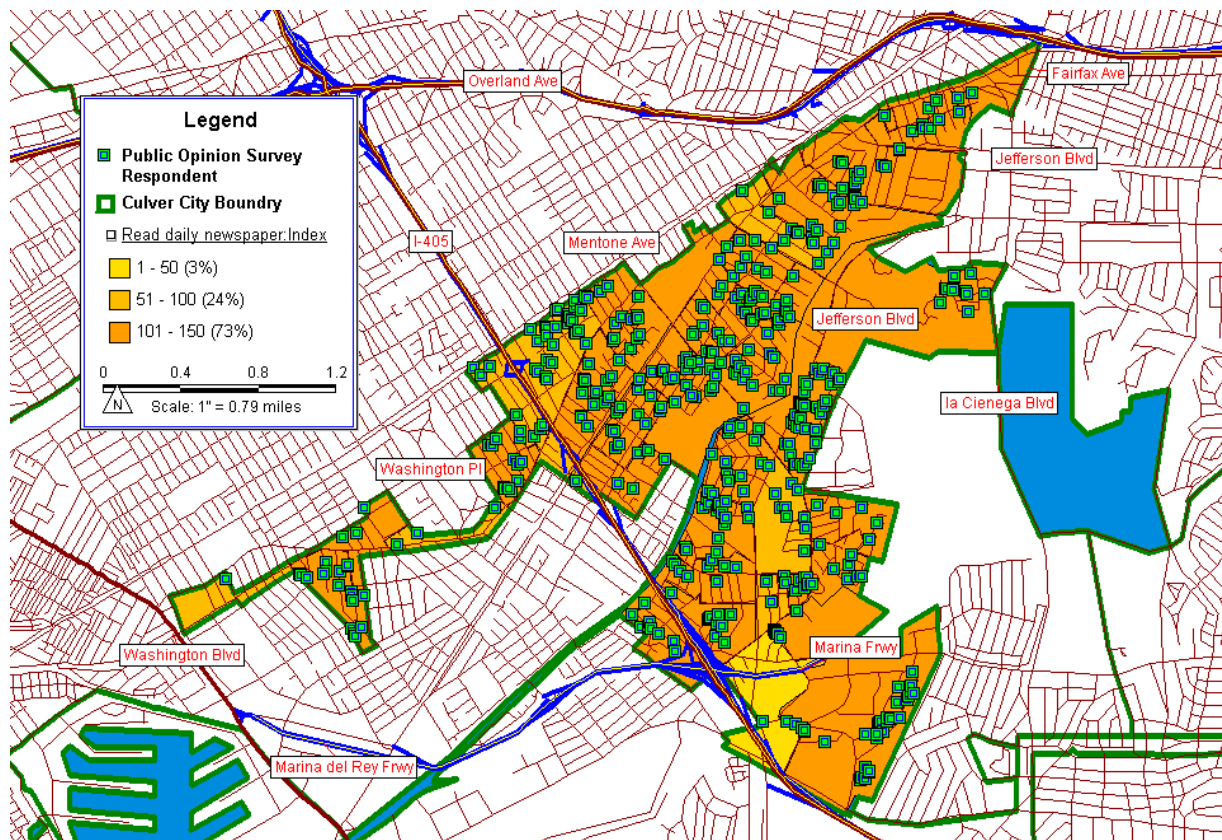 Overland Ave
Fairfax Ave
Legend
Public Opinion Survey
Respondent
Culver City Boundry
Read daily newspaper:Index
1 - 50 (3%)
51 - 100 (24%)
101 - 150 (73%)
0 0.4 0.8 1.2
N
Scale: 1" = 0.79 miles
Jefferson Blvd
I-405
Mentone Ave
Jefferson Blvd
la Cienega Blvd
Washington Pl
Washington Blvd
Marina Frwy
Marina del Rey Frwy